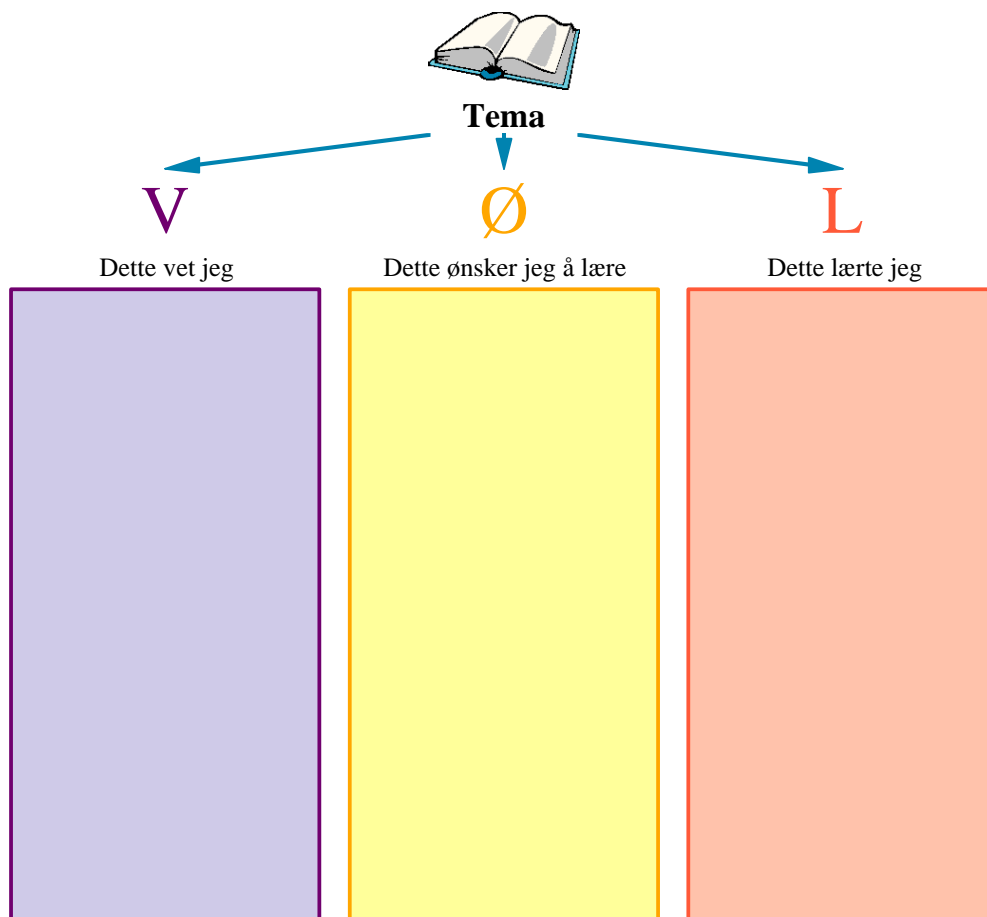 Tema
V
Ø
L
Dette vet jeg
Dette ønsker jeg å lære
Dette lærte jeg